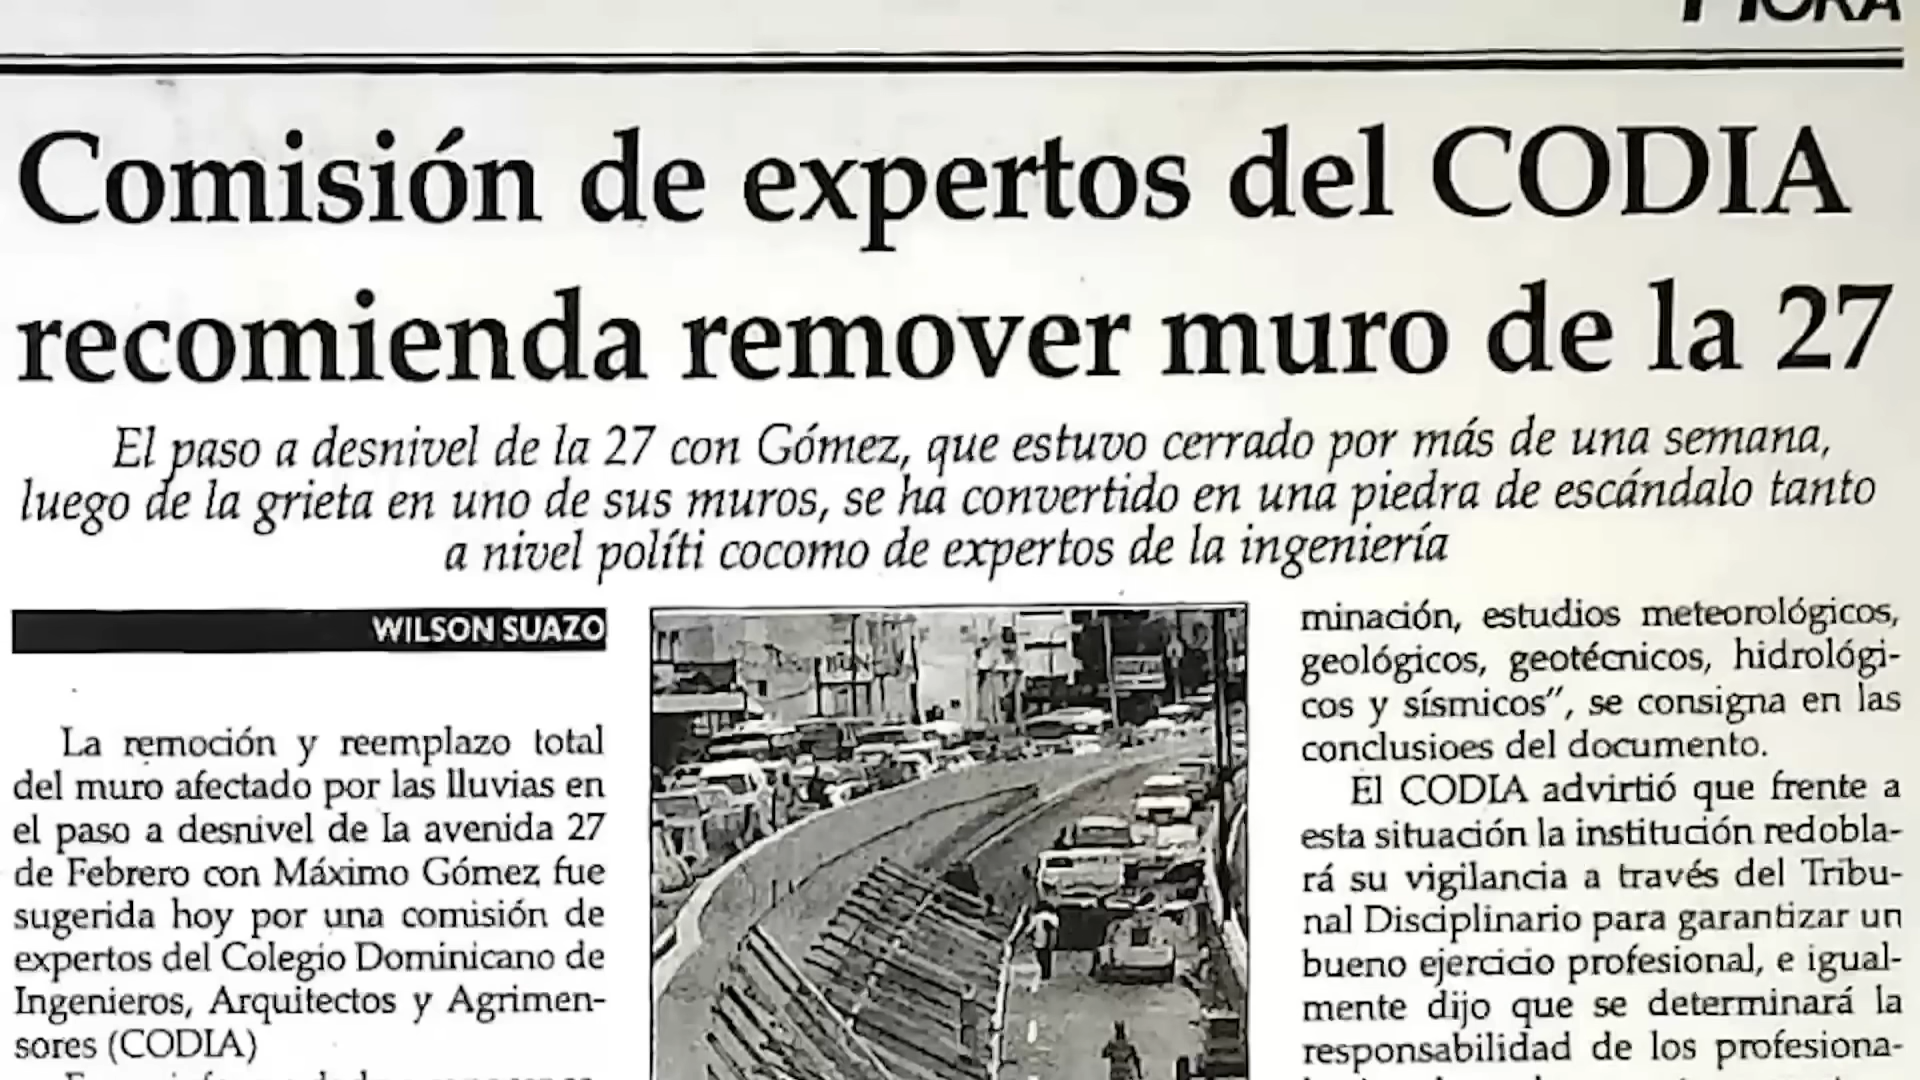 HORA
Comisión de expertos del CODIA
recomienda remover muro de la 27
El paso a desnivel de la 27 con Gómez, que estuvo cerrado por más de una semana,
luego de la grieta en uno de sus muros, se ha convertido en una piedra de escándalo tanto
a nivel políti cocomo de expertos de la ingeniería
WILSON SUAZO
La remoción y reemplazo total
del muro afectado por las lluvias en
el paso a desnivel de la avenida 27
de Febrero con Máximo Gómez fue
sugerida hoy por una comisión de
expertos del Colegio Dominicano de
Ingenieros, Arquitectos y Agrimen-
sores (CODIA)
minación, estudios meteorológicos,
geológicos, geotécnicos, hidrológi-
cos y sísmicos”, se consigna en las
conclusioes del documento.
El CODIA advirtió que frente a
esta situación la institución redobla-
rá su vigilancia a través del Tribu-
nal Disciplinario para garantizar un
bueno ejercicio profesional, e igual-
mente dijo que se determinará la
responsabilidad de los profesiona-